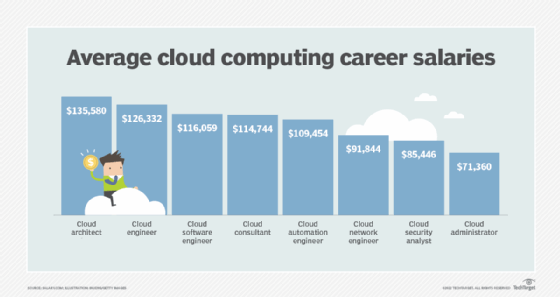 Average cloud computing career salaries
$135,580
$126,332
$116,059
$114,744
$109,454
$91,844
$85,446
$71,360
$
Cloud
architect
Cloud
engineer
Cloud
software
engineer
Cloud
consultant
Cloud
automation
engineer
Cloud
network
engineer
Cloud
security
analyst
Cloud
administrator
TechTarget